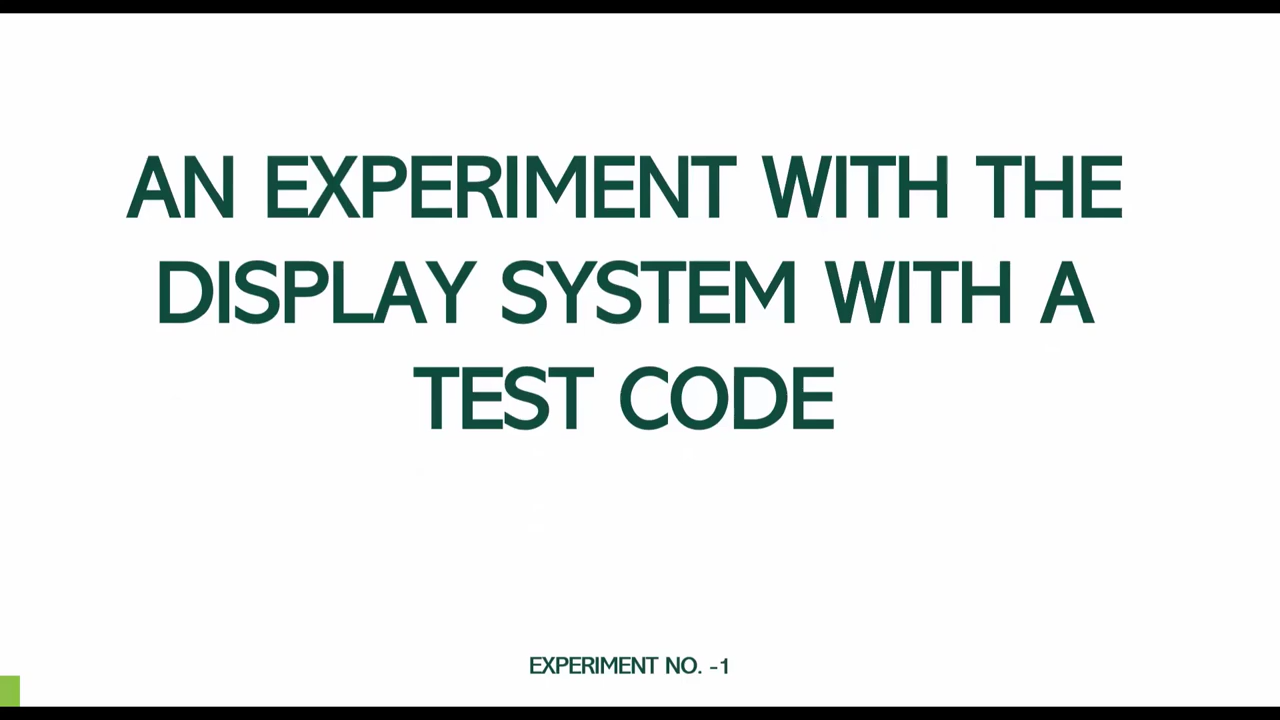 AN EXPERIMENT WITH THE
DISPLAY SYSTEM WITH A
TEST CODE
EXPERIMENT NO. -1